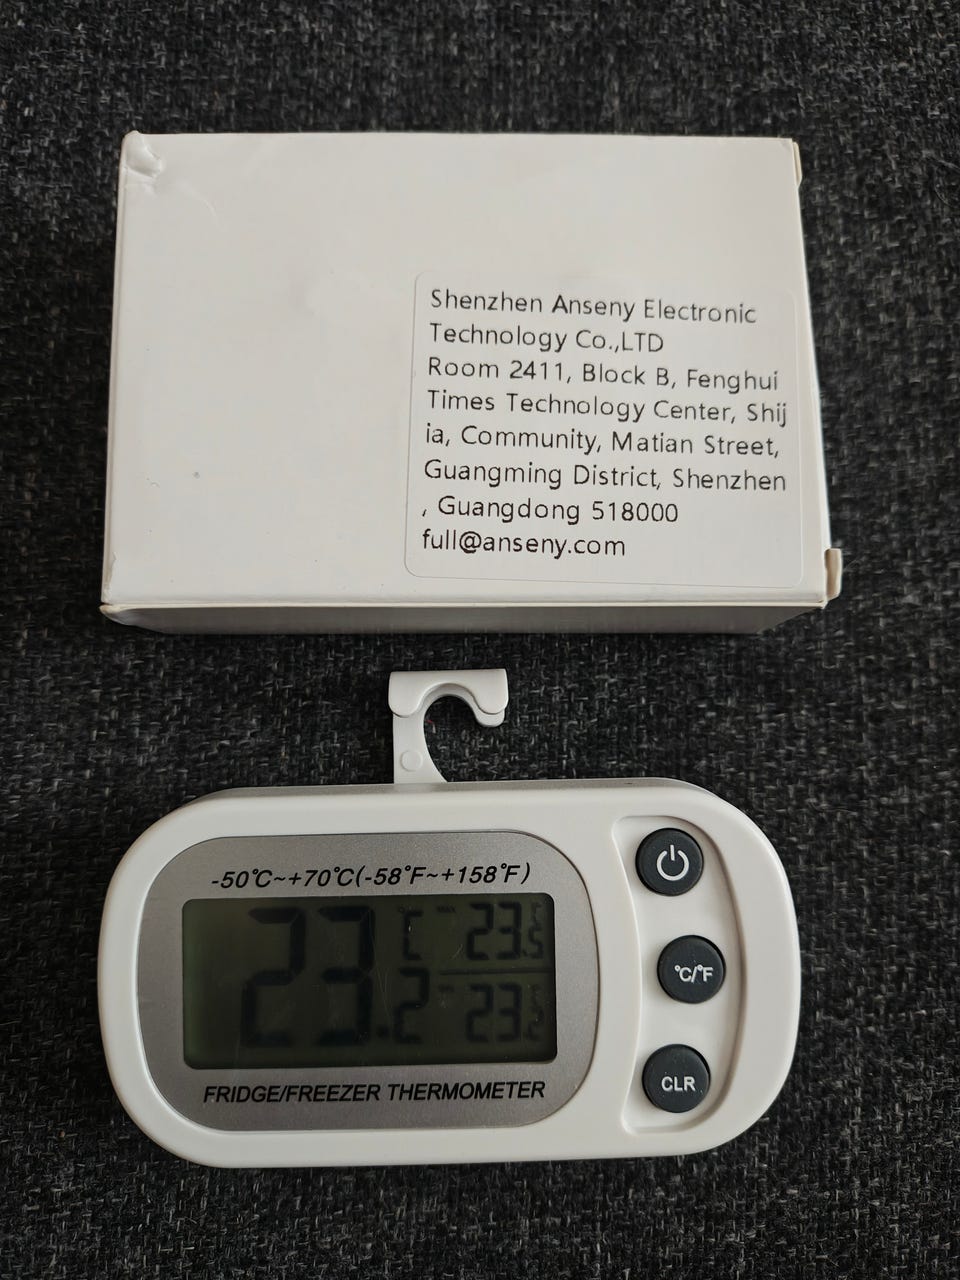 Shenzhen Anseny Electronic
Technology Co.,LTD
Room 2411, Block B, Fenghui
Times Technology Center, Shij
ia, Community, Matian Street,
Guangming District, Shenzhen
, Guangdong 518000
full@anseny.com
-50°C~+70°C(-58°F~+158°F)
23.2 °C
23.5
23.2
FRIDGE/FREEZER THERMOMETER
°C/°F
CLR